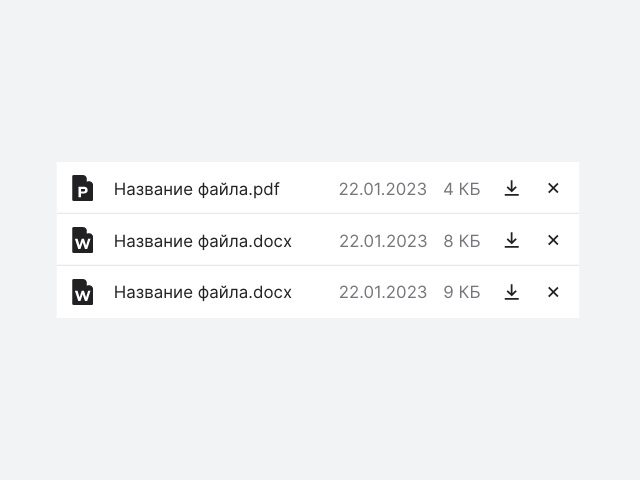 P Название файла.pdf 22.01.2023 4 КБ
W Название файла.docx 22.01.2023 8 КБ
W Название файла.docx 22.01.2023 9 КБ